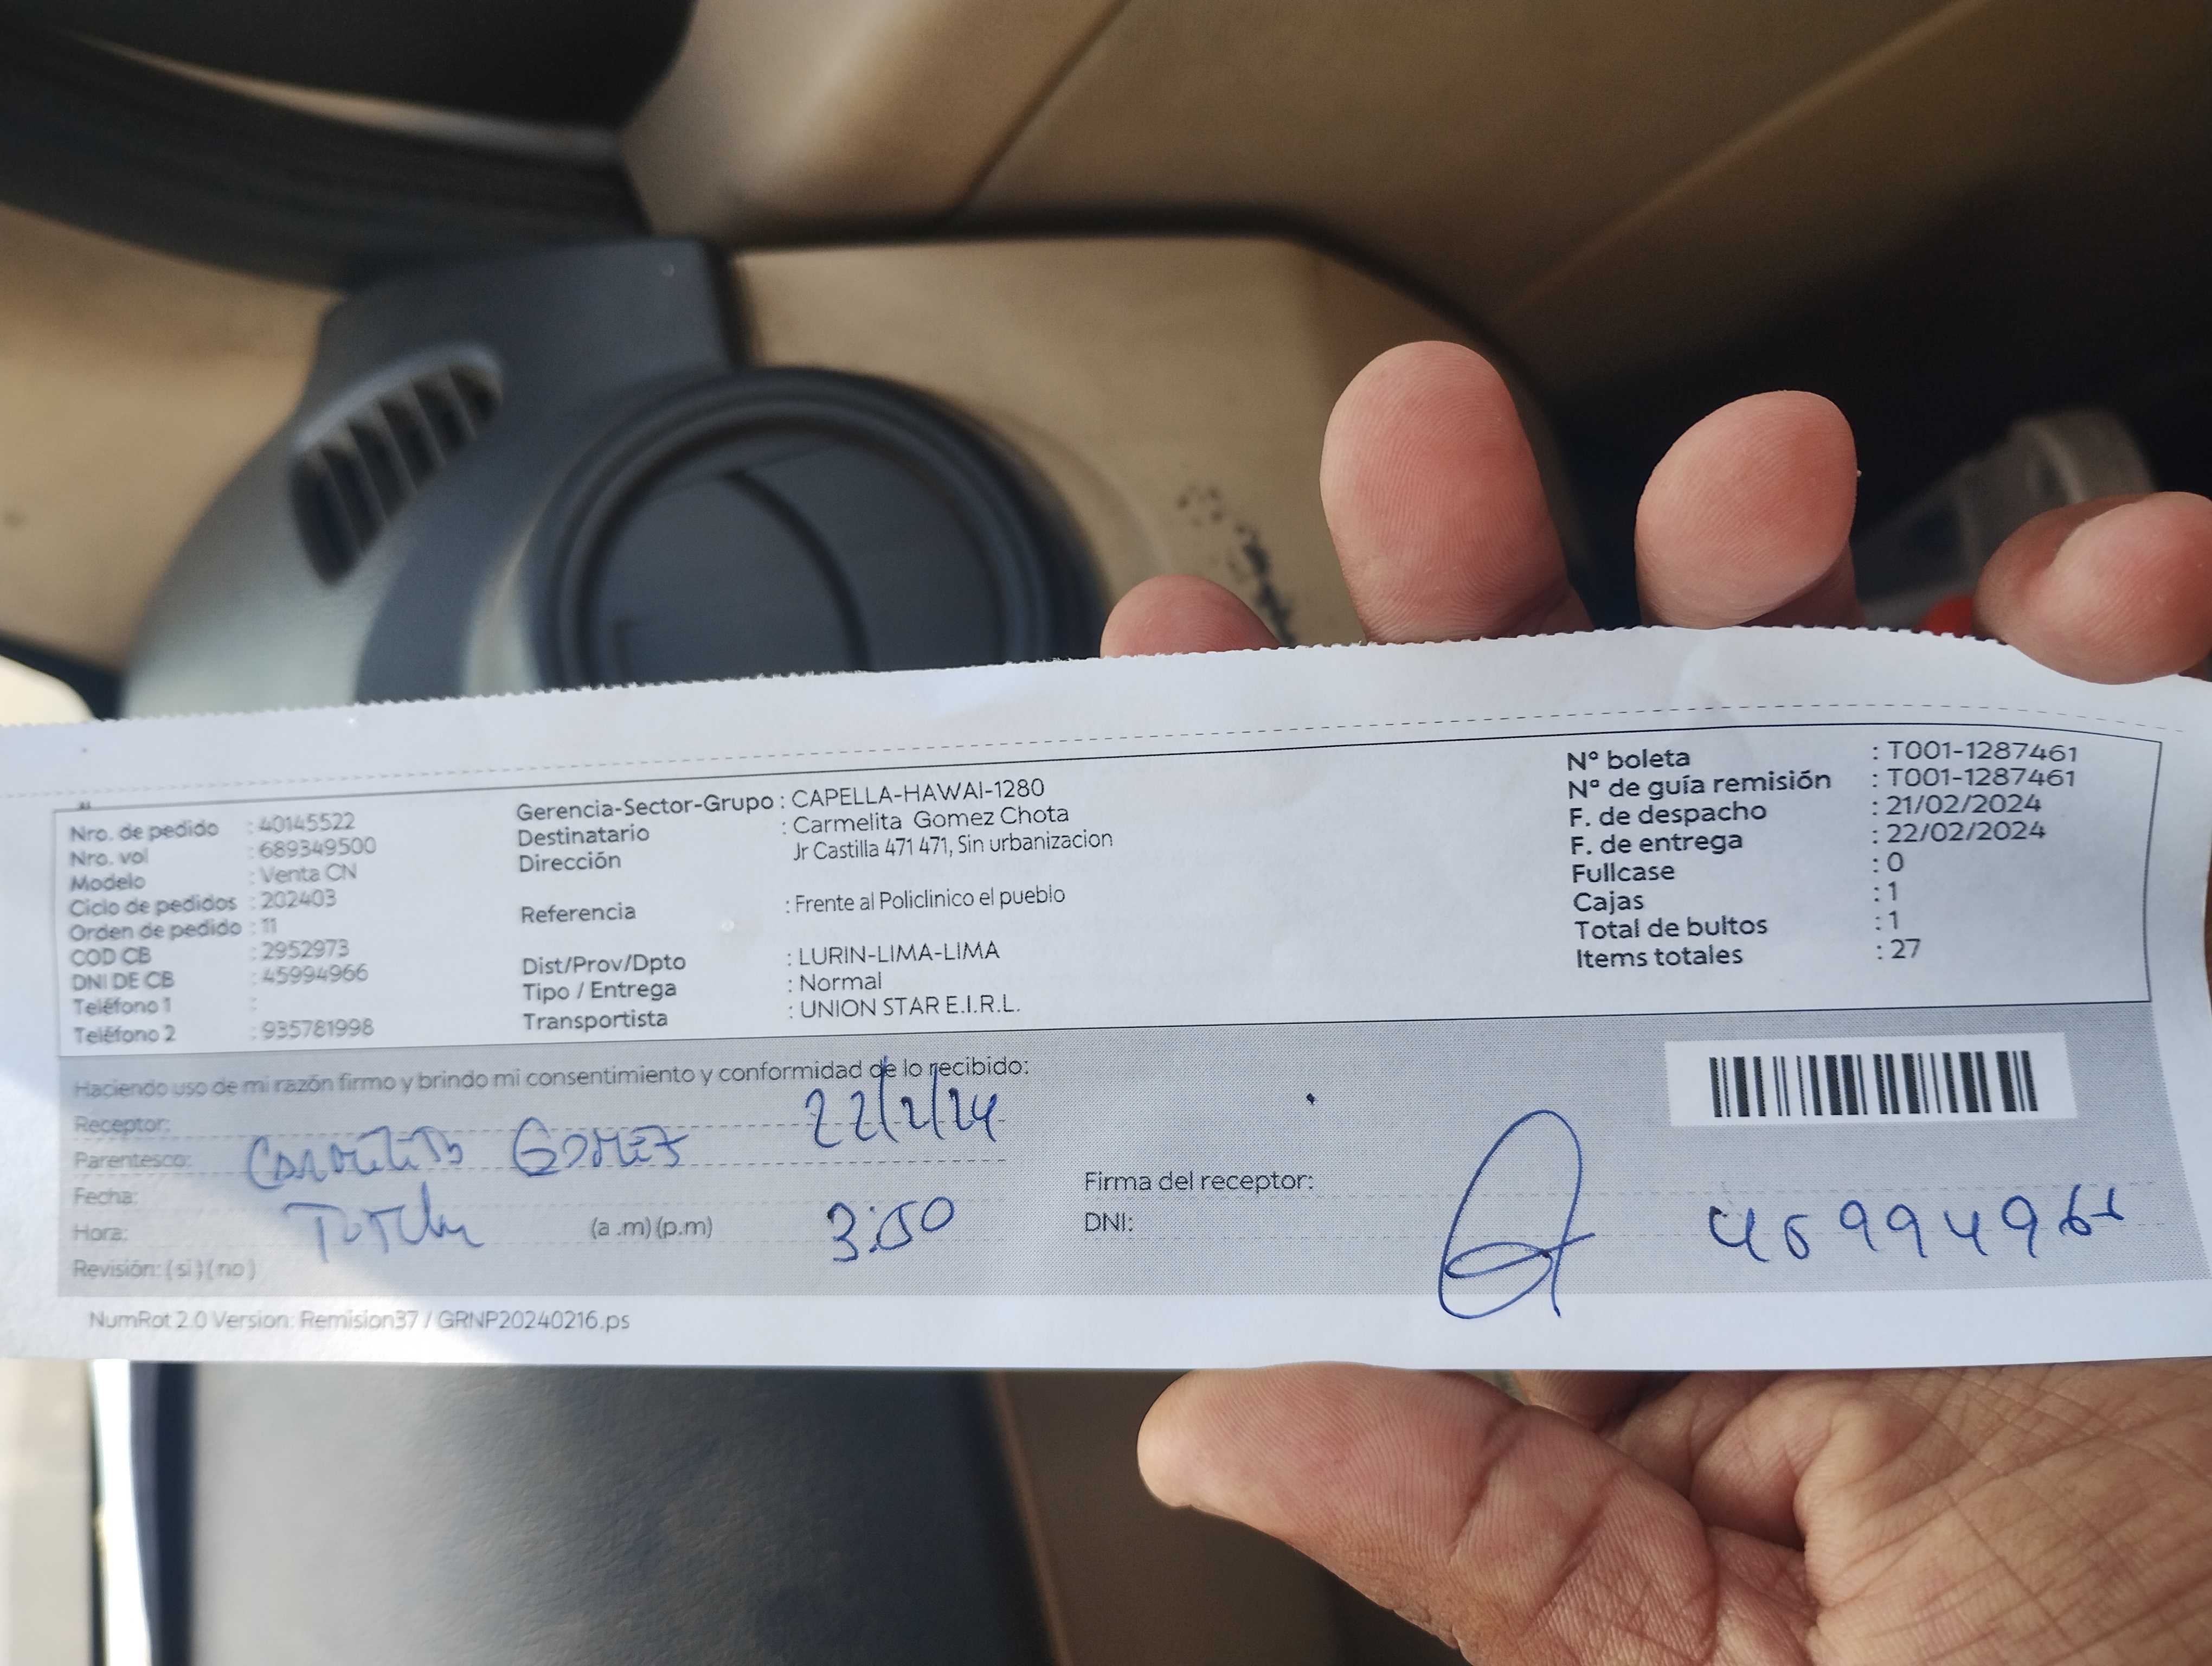 Nro. de pedido : 40145522
Nro. vol : 689349500
Modelo : Venta CN
Ciclo de pedidos : 202403
Orden de pedido : 11
COD CB : 2952973
DNI DE CB : 45994966
Teléfono 1 :
Teléfono 2 : 935781998
Gerencia-Sector-Grupo : CAPELLA-HAWAI-1280
Destinatario : Carmelita Gomez Chota
Dirección Jr Castilla 471 471, Sin urbanizacion
Referencia : Frente al Policlinico el pueblo
Dist/Prov/Dpto : LURIN-LIMA-LIMA
Tipo / Entrega : Normal
Transportista : UNION STAR E.I.R.L.
Nº boleta : T001-1287461
Nº de guía remisión : T001-1287461
F. de despacho : 21/02/2024
F. de entrega : 22/02/2024
Fullcase : 0
Cajas : 1
Total de bultos : 1
Items totales : 27
Haciendo uso de mi razón firmo y brindo mi consentimiento y conformidad de lo recibido:
Receptor: 22/2/24
Parentesco: Carmelita Gomez
Fecha:
Hora: Titular (a .m) (p.m) 3:50
Revisión: ( si ) ( no )
Firma del receptor:
DNI: 45994966
NumRot 2.0 Version: Remision37 / GRNP20240216.ps